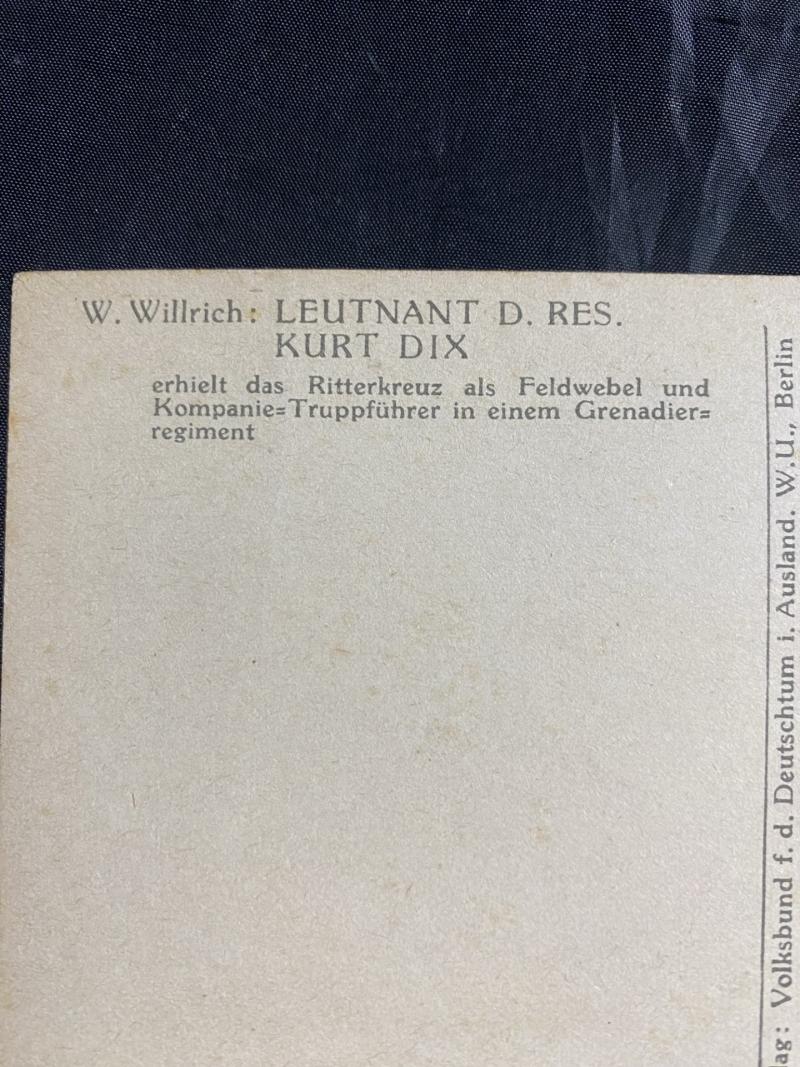 W. Willrich: LEUTNANT D. RES.
KURT DIX
erhielt das Ritterkreuz als Feldwebel und
Kompanie=Truppführer in einem Grenadier=
regiment
ag: Volksbund f. d. Deutschtum i. Ausland. W.U., Berlin